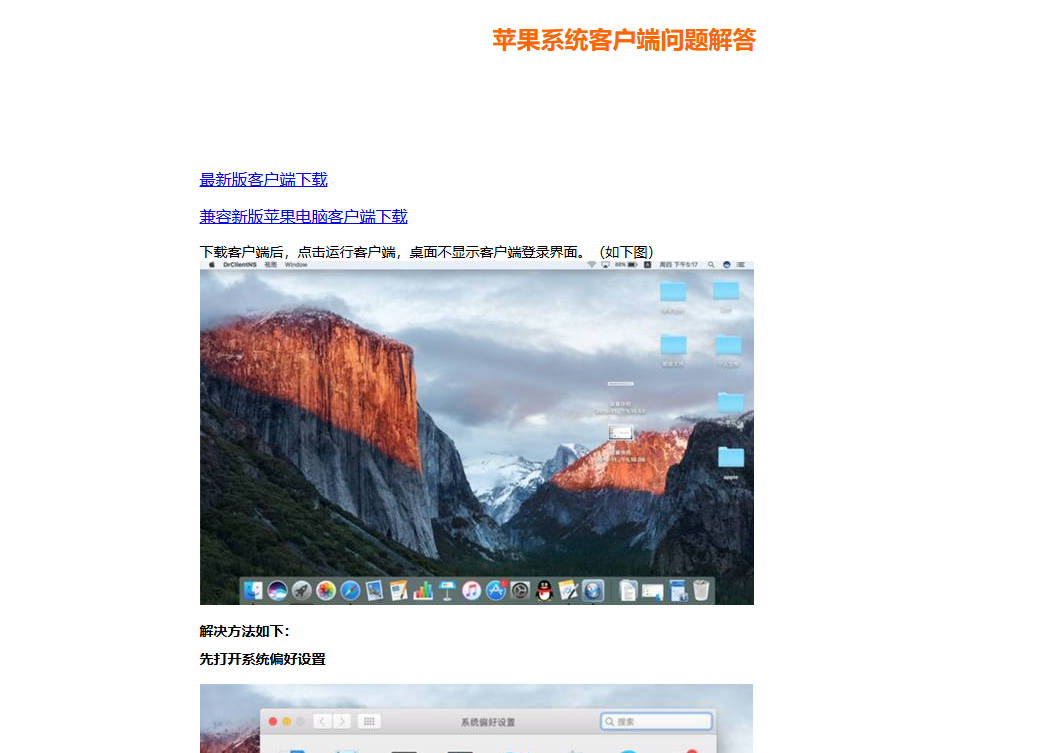 苹果系统客户端问题解答
最新版客户端下载
兼容新版苹果电脑客户端下载
下载客户端后，点击运行客户端，桌面不显示客户端登录界面。（如下图）
DrClientNS 视图 Window 88% 周四 下午5:17
apple
解决方法如下：
先打开系统偏好设置
系统偏好设置 搜索